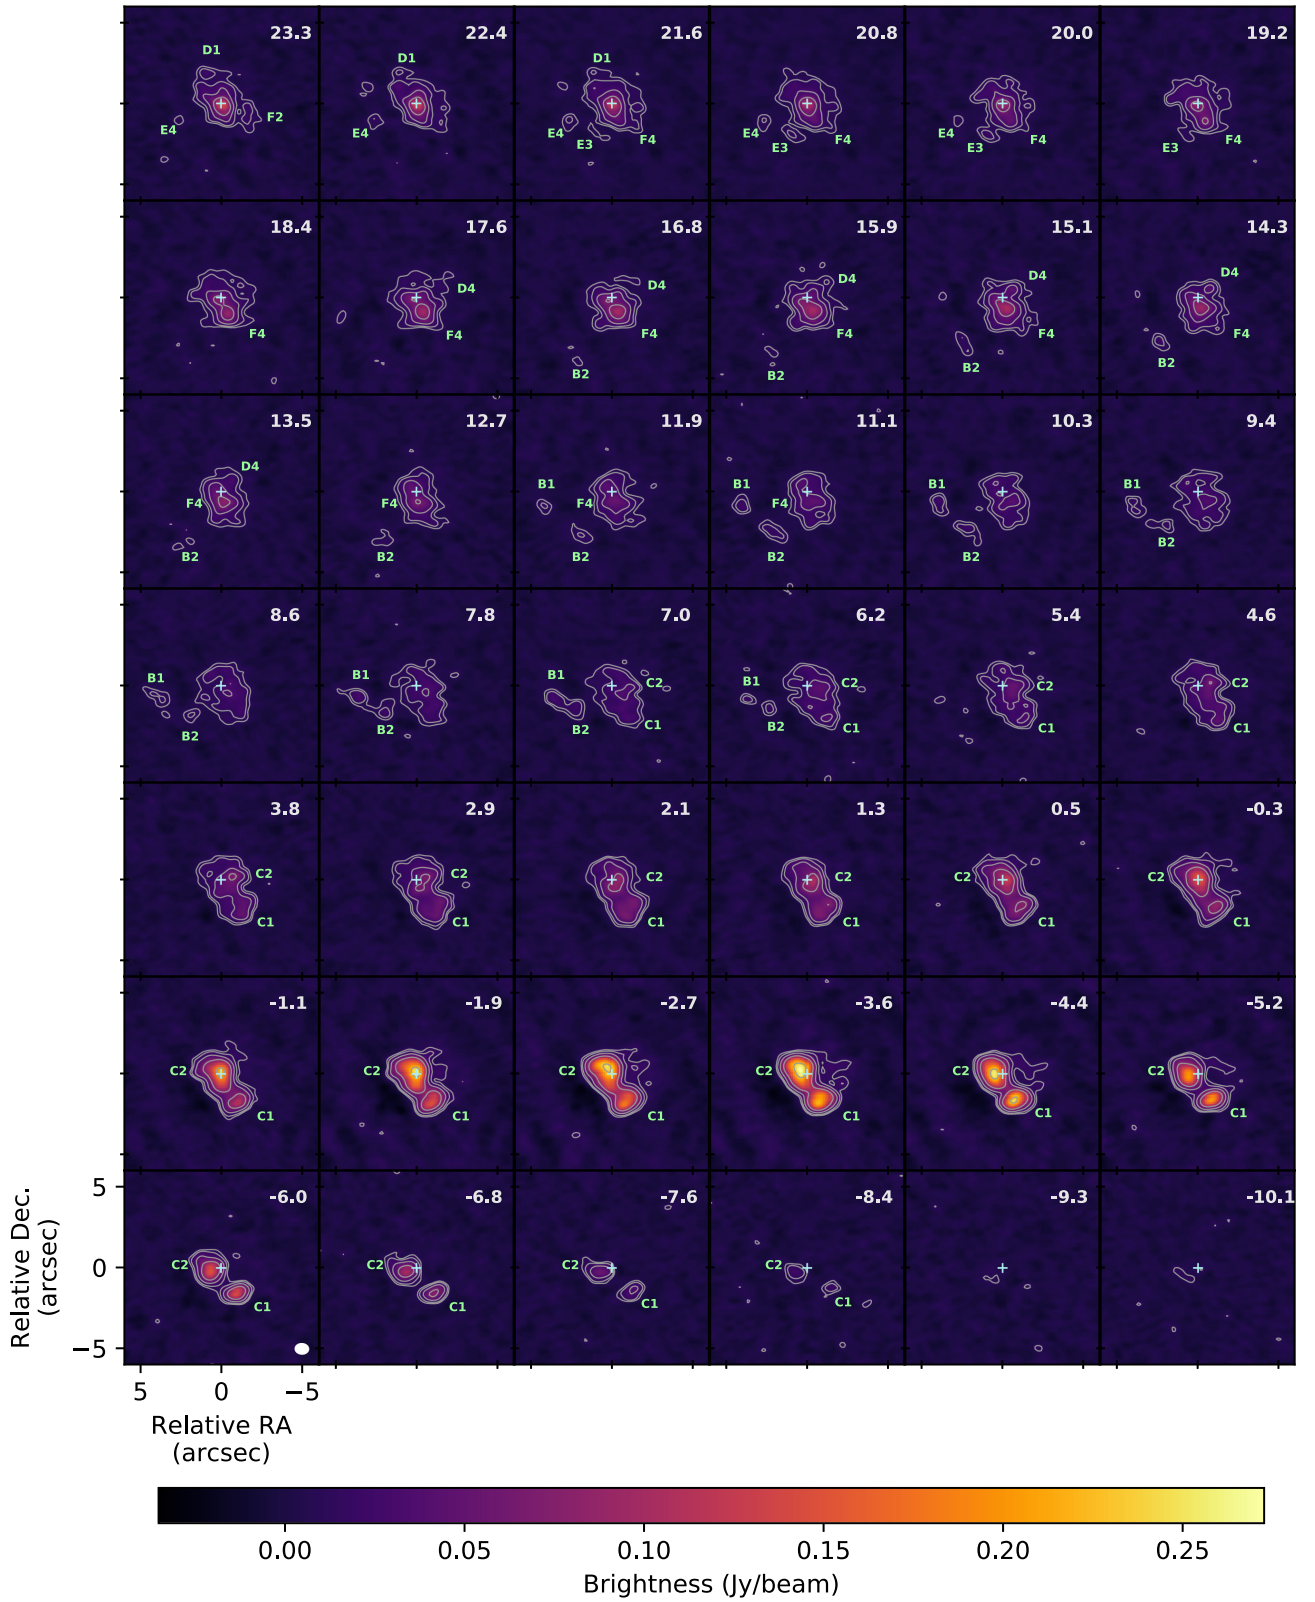 23.3 22.4 21.6 20.8 20.0 19.2
D1 D1 D1
E4 F2 E4 E4 E3 F4 E4 E3 F4 E4 E3 F4 E3 F4
18.4 17.6 16.8 15.9 15.1 14.3
D4 D4 D4 D4 D4
F4 F4 F4 F4 F4 F4
B2 B2 B2 B2
13.5 12.7 11.9 11.1 10.3 9.4
D4 B1 B1 B1 B1
F4 F4 F4 F4
B2 B2 B2 B2 B2 B2
8.6 7.8 7.0 6.2 5.4 4.6
B1 B1 B1 C2 B1 C2 C2 C2
B2 B2 B2 C1 B2 C1 C1 C1
3.8 2.9 2.1 1.3 0.5 -0.3
C2 C2 C2 C2 C2 C2
C1 C1 C1 C1 C1 C1
-1.1 -1.9 -2.7 -3.6 -4.4 -5.2
C2 C2 C2 C2 C2 C2
C1 C1 C1 C1 C1 C1
-6.0 -6.8 -7.6 -8.4 -9.3 -10.1
C2 C2 C2 C2
C1 C1 C1 C1
5
0
−5
Relative Dec.
(arcsec)
5 0 −5
Relative RA
(arcsec)
0.00 0.05 0.10 0.15 0.20 0.25
Brightness (Jy/beam)